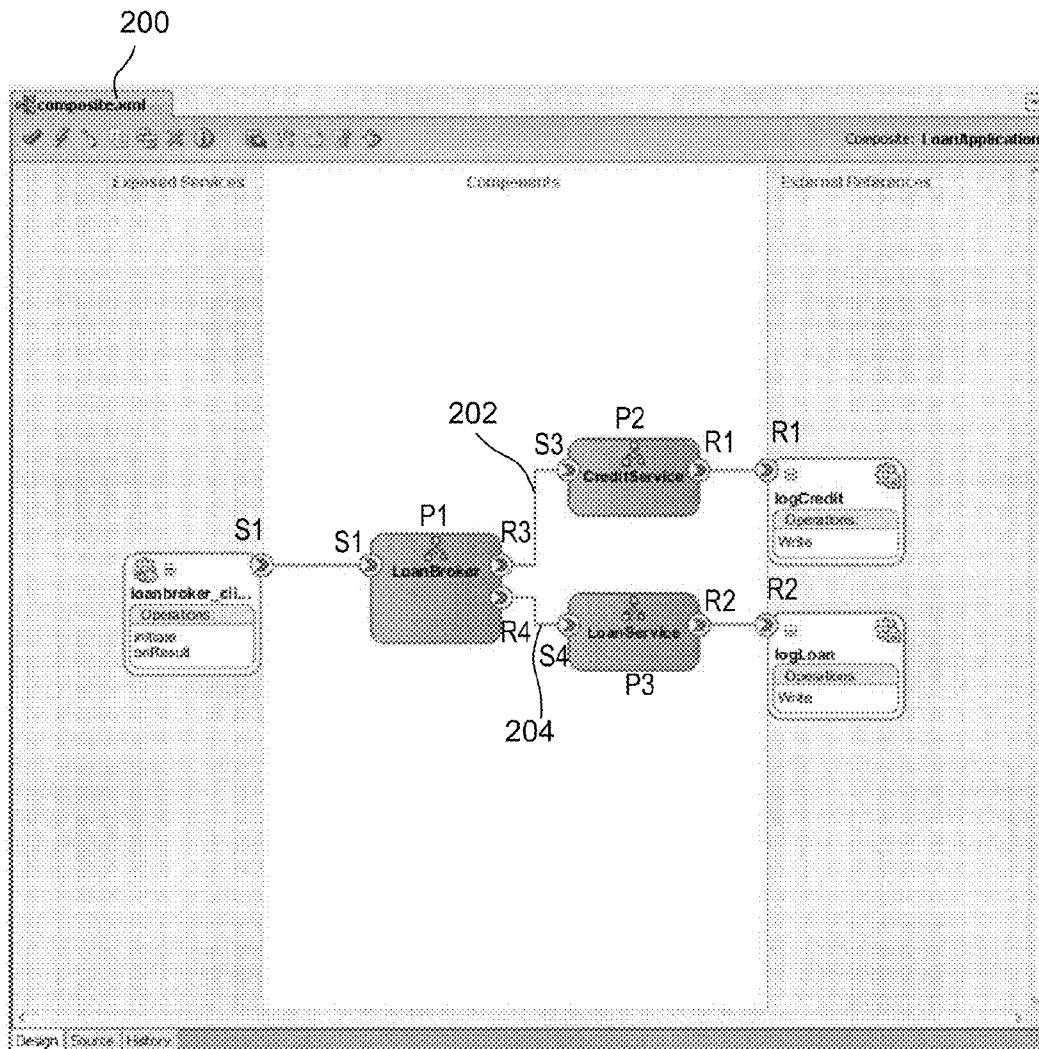 200
composite.xml
Composite: LoanApplication
Exposed Services
Components
External References
202
P2
S3
R1
R1
CreditService
logCredit
Operations
Write
S1
S1
P1
R3
LoanBroker
loanbroker_cli...
Operations
initiate
onResult
R4
S4
LoanService
R2
R2
P3
logLoan
Operations
Write
204
Design
Source
History